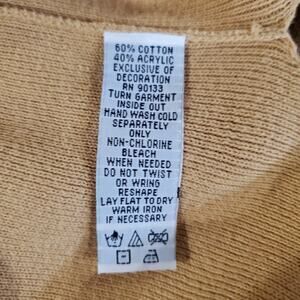 60% COTTON
40% ACRYLIC
EXCLUSIVE OF
DECORATION
RN 90133
TURN GARMENT
INSIDE OUT
HAND WASH COLD
SEPARATELY
ONLY
NON-CHLORINE
BLEACH
WHEN NEEDED
DO NOT TWIST
OR WRING
RESHAPE
LAY FLAT TO DRY
WARM IRON
IF NECESSARY